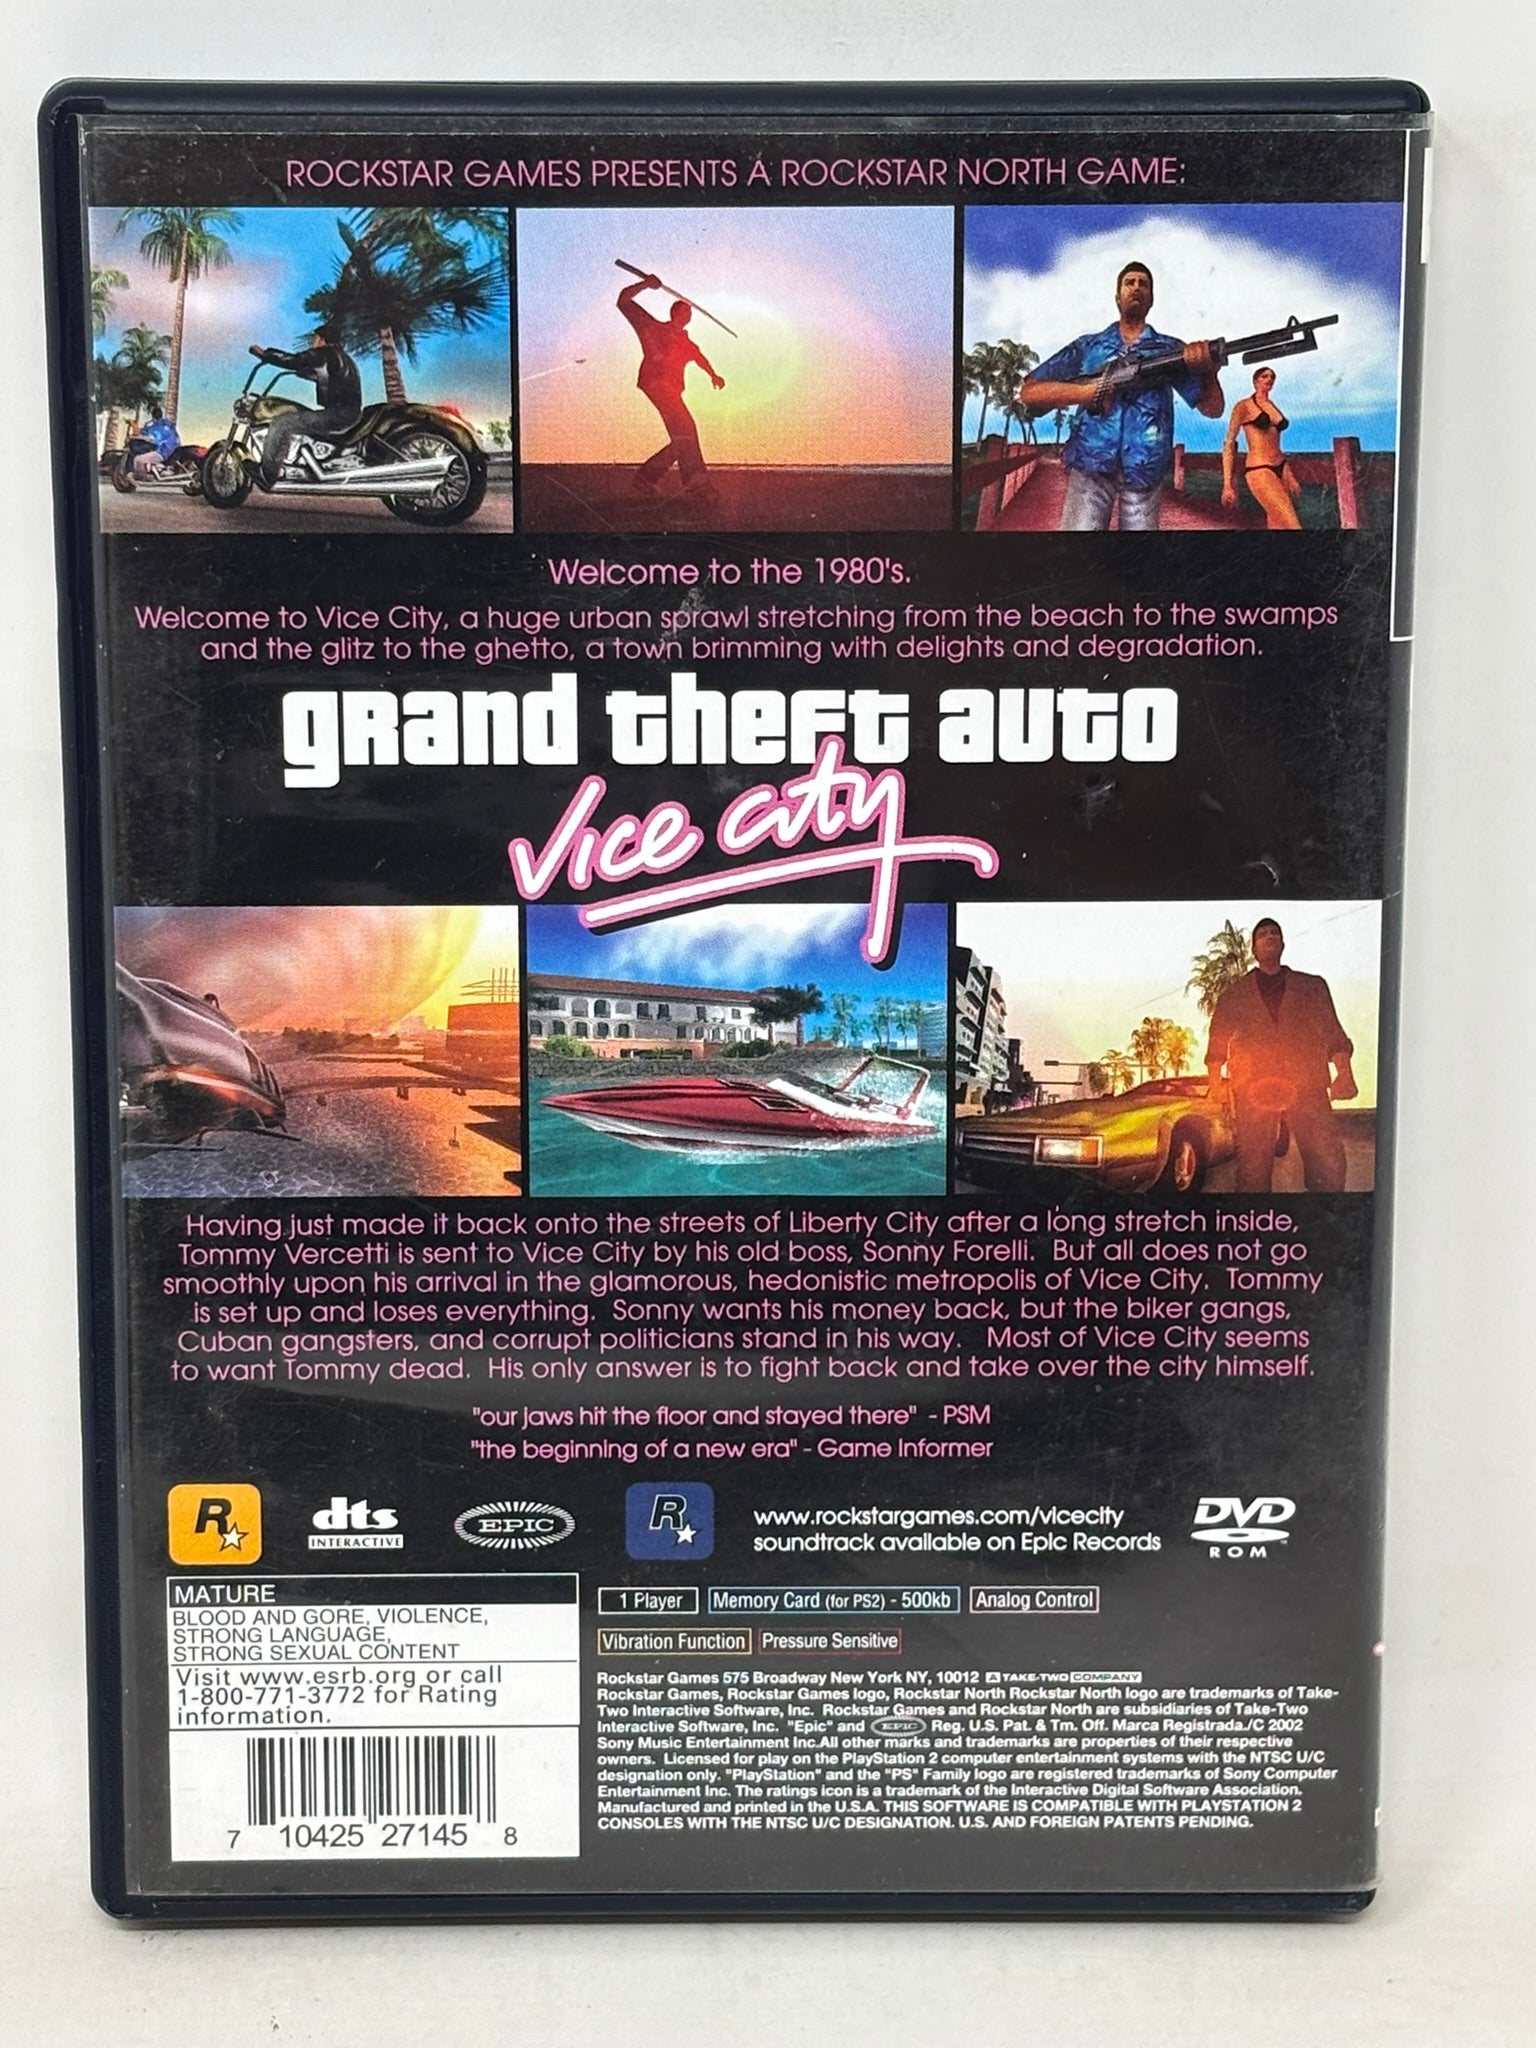 ROCKSTAR GAMES PRESENTS A ROCKSTAR NORTH GAME:
Welcome to the 1980's.
Welcome to Vice City, a huge urban sprawl stretching from the beach to the swamps
and the glitz to the ghetto, a town brimming with delights and degradation.
grand theft auto
Vice City
Having just made it back onto the streets of Liberty City after a long stretch inside,
Tommy Vercetti is sent to Vice City by his old boss, Sonny Forelli. But all does not go
smoothly upon his arrival in the glamorous, hedonistic metropolis of Vice City. Tommy
is set up and loses everything. Sonny wants his money back, but the biker gangs,
Cuban gangsters, and corrupt politicians stand in his way. Most of Vice City seems
to want Tommy dead. His only answer is to fight back and take over the city himself.
"our jaws hit the floor and stayed there" - PSM
"the beginning of a new era" - Game Informer
R
dts
INTERACTIVE
EPIC
R
www.rockstargames.com/vicecity
soundtrack available on Epic Records
DVD
ROM
MATURE
BLOOD AND GORE, VIOLENCE,
STRONG LANGUAGE,
STRONG SEXUAL CONTENT
Visit www.esrb.org or call
1-800-771-3772 for Rating
information.
7 10425 27145 8
1 Player
Memory Card (for PS2) - 500kb
Analog Control
Vibration Function
Pressure Sensitive
Rockstar Games 575 Broadway New York NY, 10012 A TAKE-TWO COMPANY
Rockstar Games, Rockstar Games logo, Rockstar North Rockstar North logo are trademarks of Take-
Two Interactive Software, Inc. Rockstar Games and Rockstar North are subsidiaries of Take-Two
Interactive Software, Inc. "Epic" and EPIC Reg. U.S. Pat. & Tm. Off. Marca Registrada./C 2002
Sony Music Entertainment Inc.All other marks and trademarks are properties of their respective
owners. Licensed for play on the PlayStation 2 computer entertainment systems with the NTSC U/C
designation only. "PlayStation" and the "PS" Family logo are registered trademarks of Sony Computer
Entertainment Inc. The ratings icon is a trademark of the Interactive Digital Software Association.
Manufactured and printed in the U.S.A. THIS SOFTWARE IS COMPATIBLE WITH PLAYSTATION 2
CONSOLES WITH THE NTSC U/C DESIGNATION. U.S. AND FOREIGN PATENTS PENDING.